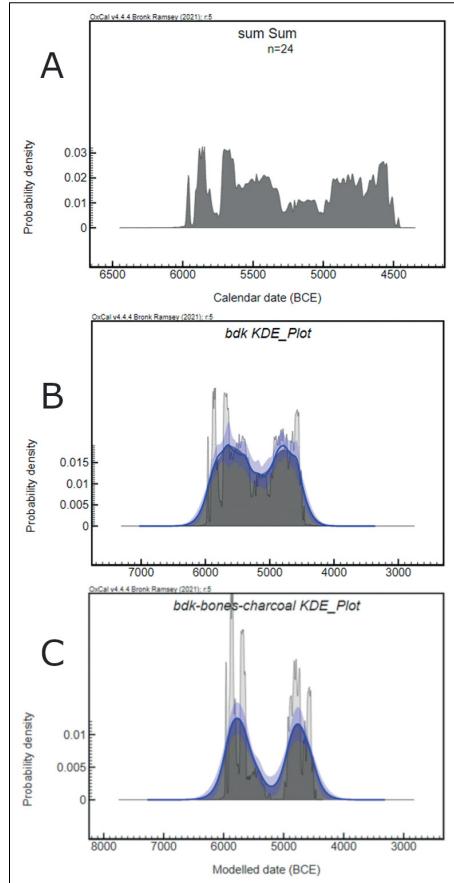 OxCal v4.4.4 Bronk Ramsey (2021); r:5
A
sum Sum
n=24
0.03
0.02
0.01
0
Probability density
6500 6000 5500 5000 4500
Calendar date (BCE)
OxCal v4.4.4 Bronk Ramsey (2021); r:5
B
bdk KDE_Plot
0.015
0.01
0.005
0
Probability density
7000 6000 5000 4000 3000
OxCal v4.4.4 Bronk Ramsey (2021); r:5
C
bdk-bones-charcoal KDE_Plot
0.01
0.005
0
Probability density
8000 7000 6000 5000 4000 3000
Modelled date (BCE)